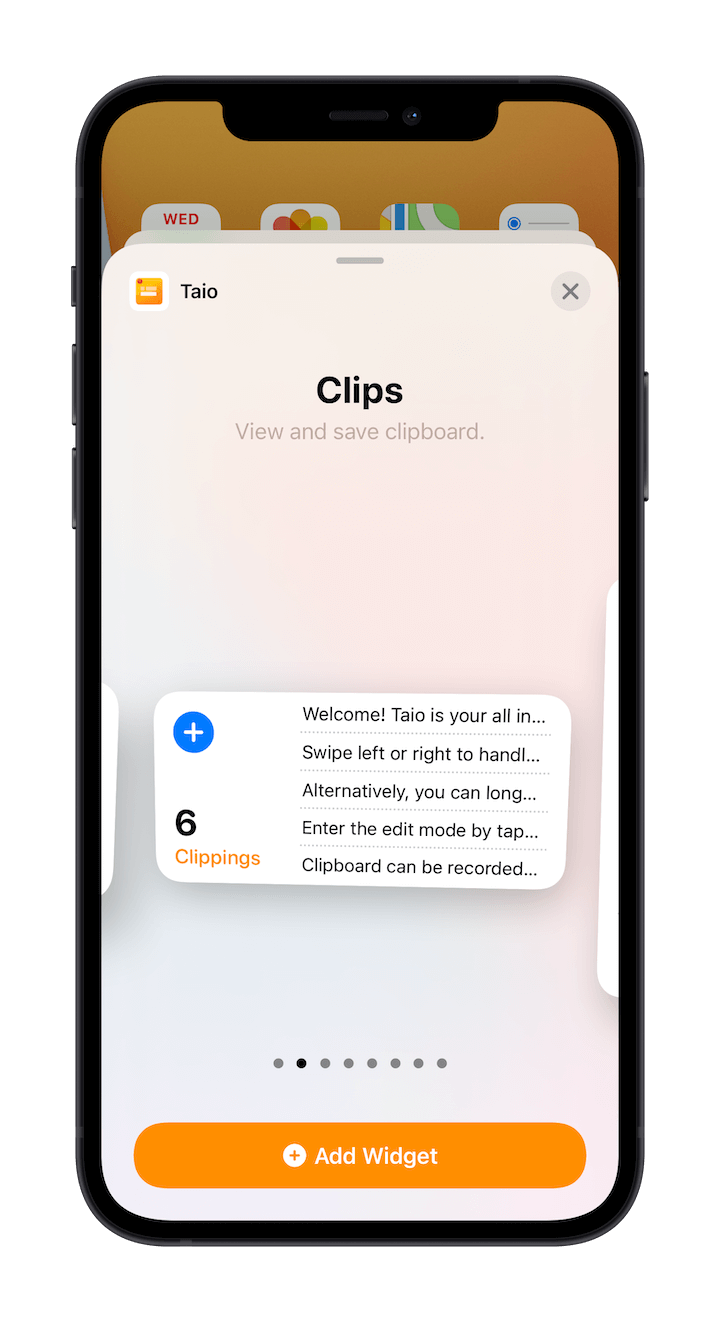 WED
Taio
Clips
View and save clipboard.
Welcome! Taio is your all in...
Swipe left or right to handl...
Alternatively, you can long...
Enter the edit mode by tap...
Clipboard can be recorded...
6
Clippings
Add Widget